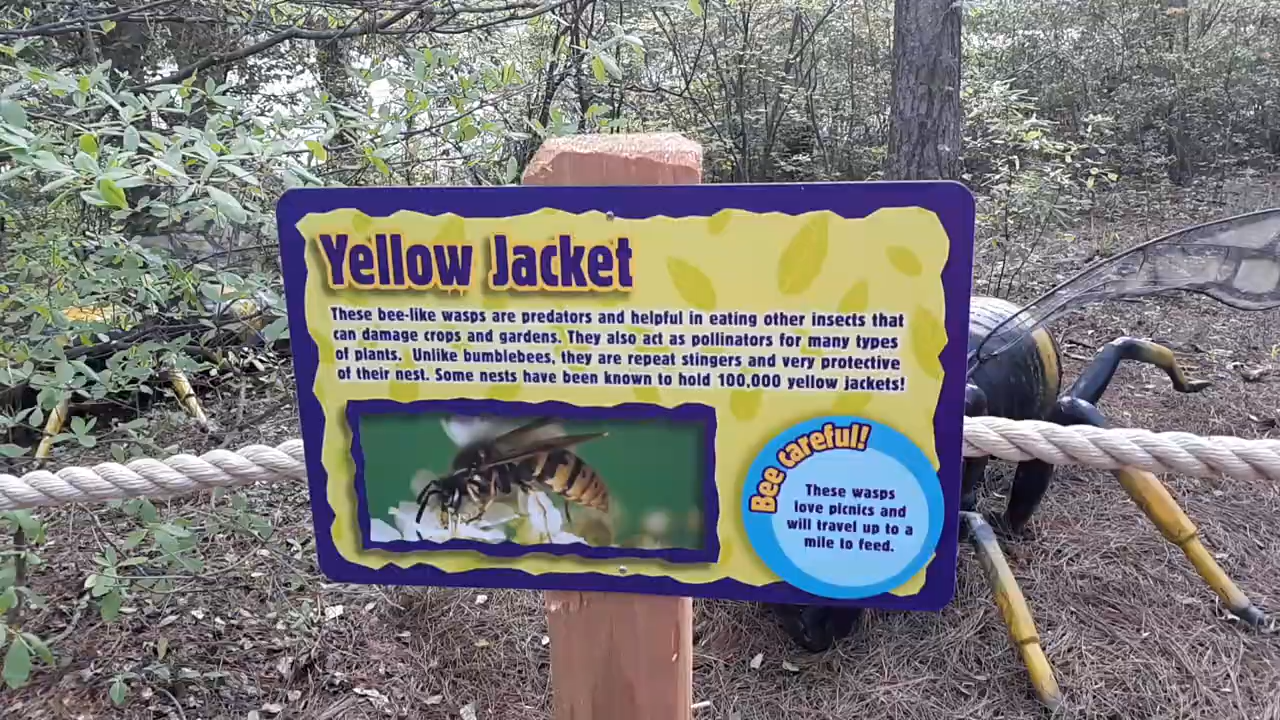 Yellow Jacket
These bee-like wasps are predators and helpful in eating other insects that
can damage crops and gardens. They also act as pollinators for many types
of plants. Unlike bumblebees, they are repeat stingers and very protective
of their nest. Some nests have been known to hold 100,000 yellow jackets!
Bee careful!
These wasps
love picnics and
will travel up to a
mile to feed.